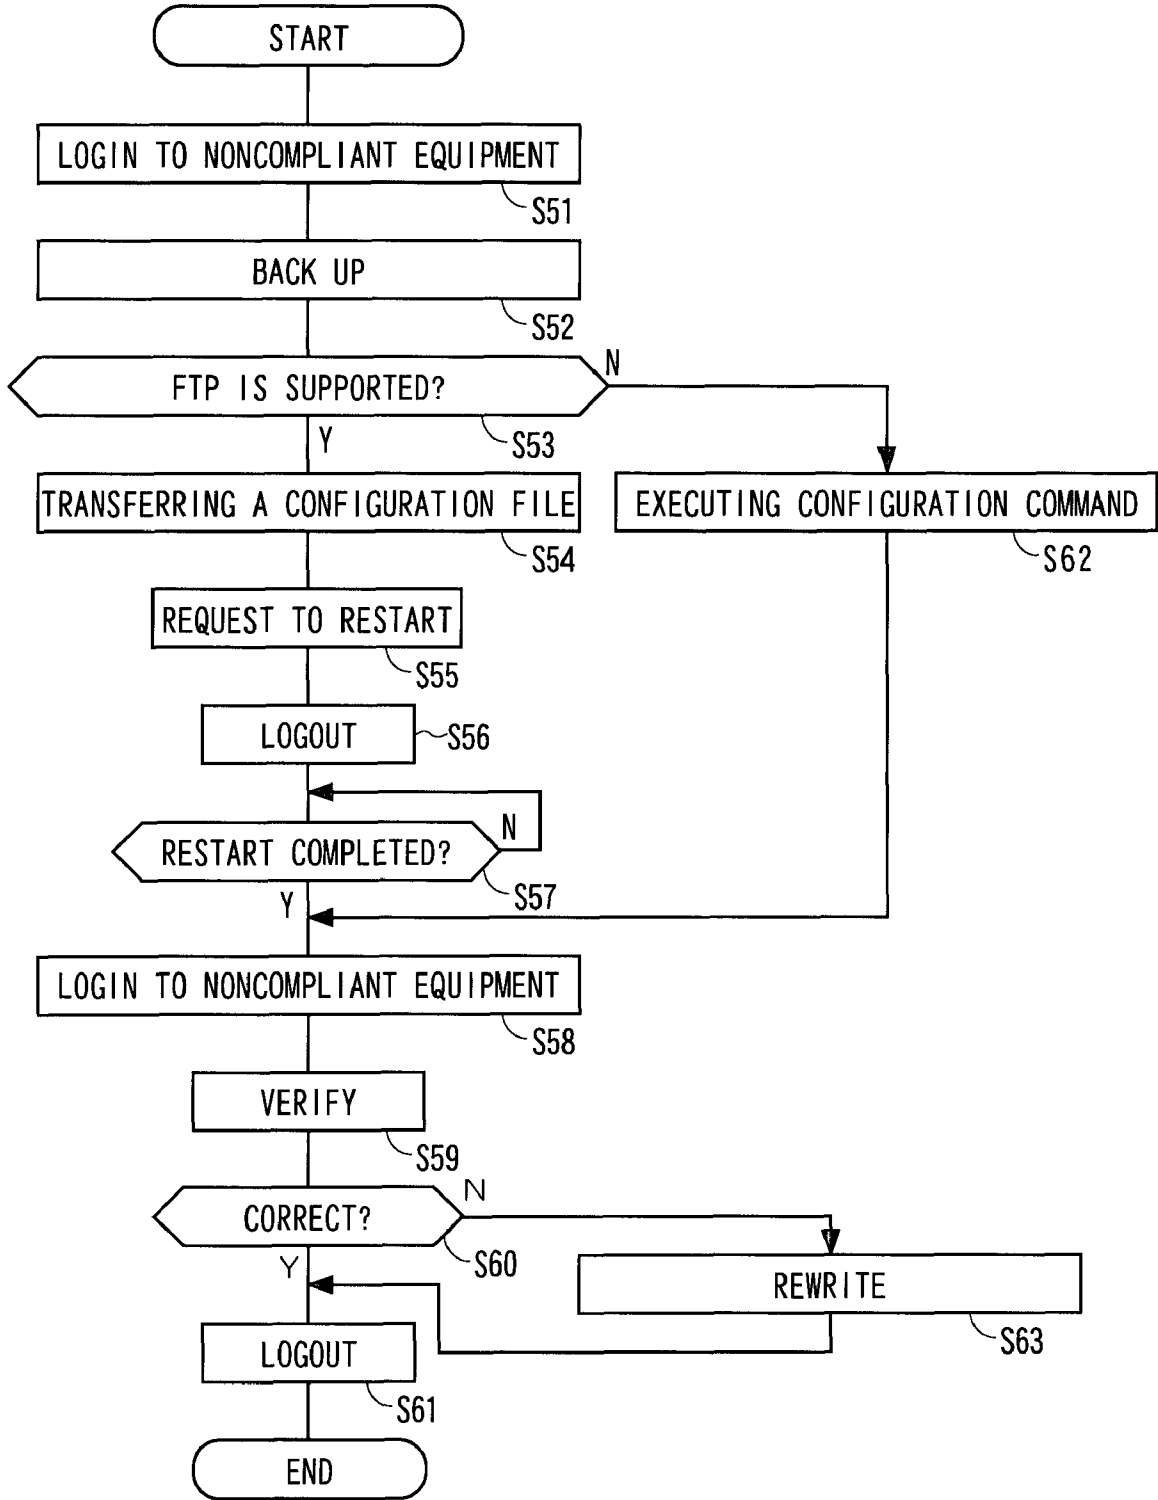 START
LOGIN TO NONCOMPLIANT EQUIPMENT
S51
BACK UP
S52
FTP IS SUPPORTED?
N
S53
Y
TRANSFERRING A CONFIGURATION FILE
EXECUTING CONFIGURATION COMMAND
S54
S62
REQUEST TO RESTART
S55
LOGOUT
S56
RESTART COMPLETED?
N
S57
Y
LOGIN TO NONCOMPLIANT EQUIPMENT
S58
VERIFY
S59
CORRECT?
N
S60
Y
REWRITE
S63
LOGOUT
S61
END